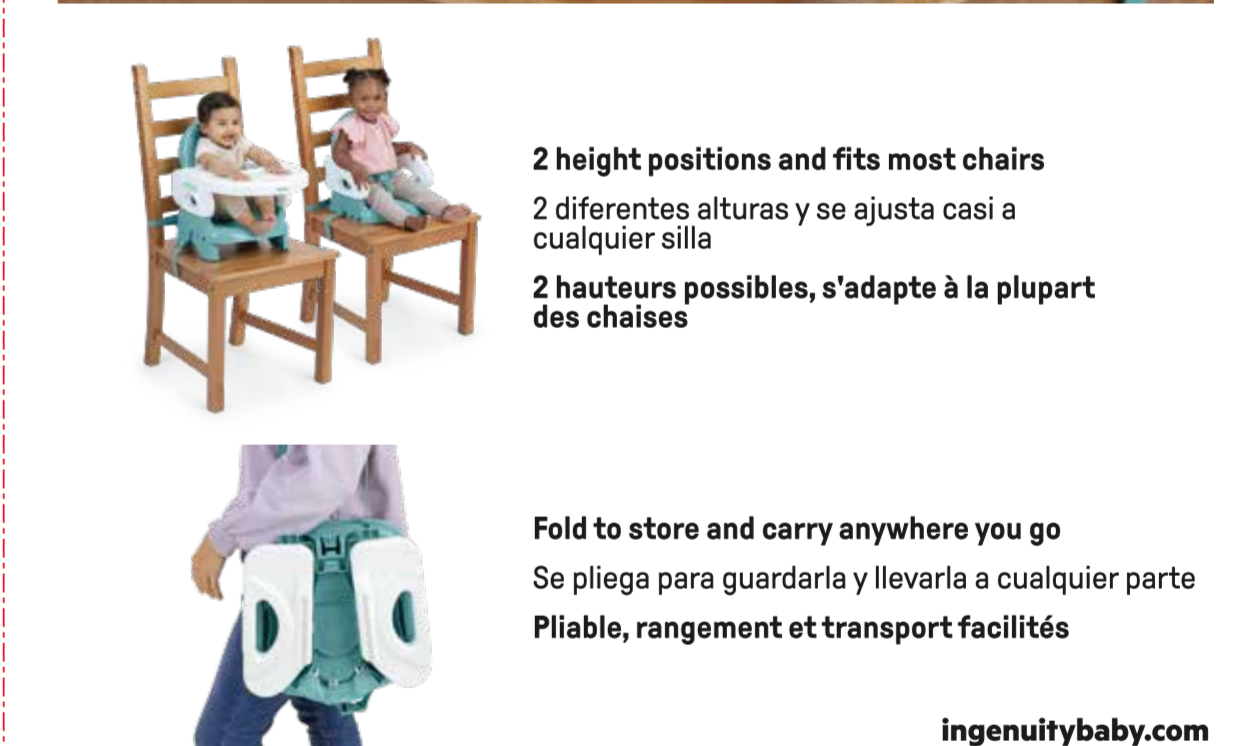 2 height positions and fits most chairs
2 diferentes alturas y se ajusta casi a
cualquier silla
2 hauteurs possibles, s'adapte à la plupart
des chaises
Fold to store and carry anywhere you go
Se pliega para guardarla y llevarla a cualquier parte
Pliable, rangement et transport facilités
ingenuitybaby.com